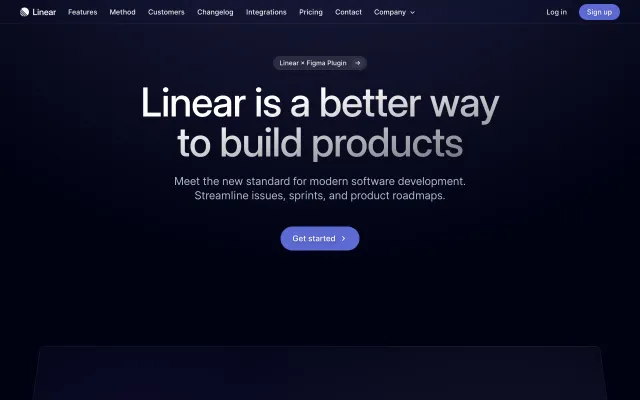 Linear Features Method Customers Changelog Integrations Pricing Contact Company Log in Sign up
Linear × Figma Plugin →
Linear is a better way
to build products
Meet the new standard for modern software development.
Streamline issues, sprints, and product roadmaps.
Get started